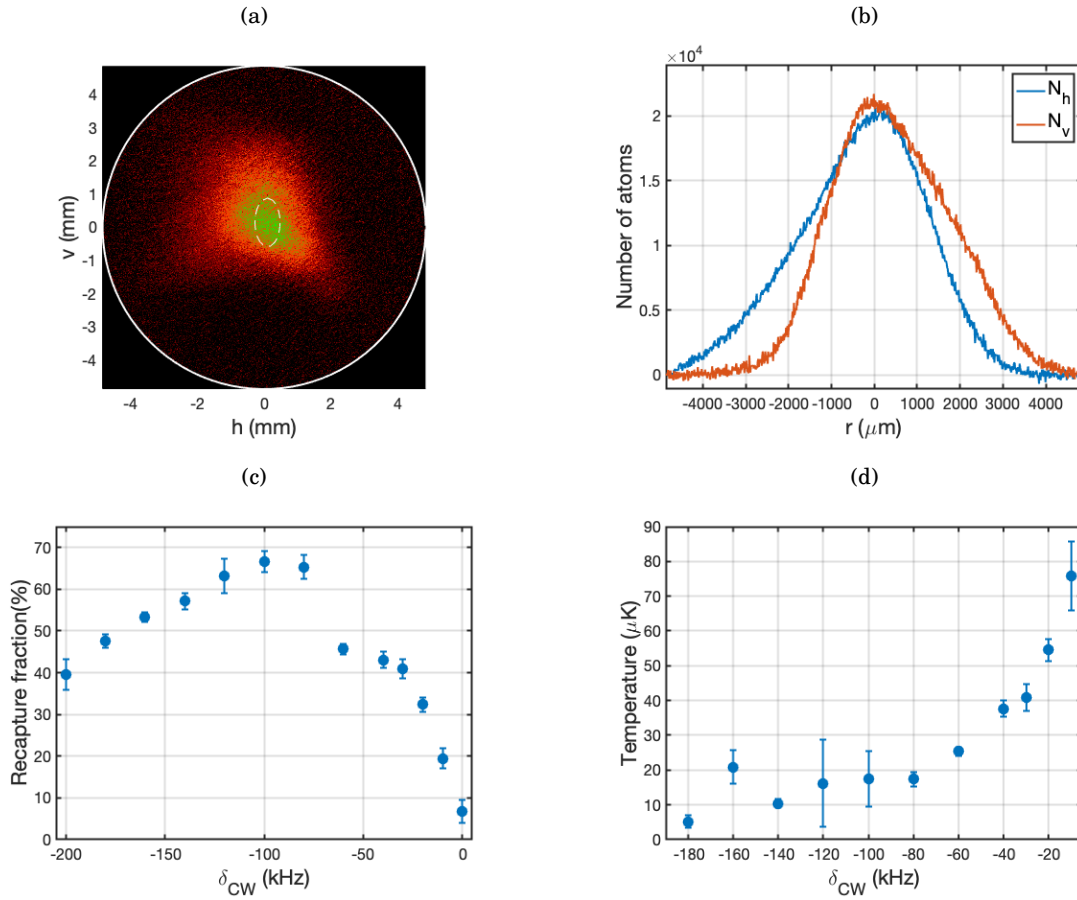 (a)
4
3
2
1
0
-1
-2
-3
-4
v (mm)
-4 -2 0 2 4
h (mm)
(b)
×10⁴
2
1.5
1
0.5
0
Number of atoms
N_h
N_v
-4000 -3000 -2000 -1000 0 1000 2000 3000 4000
r (μm)
(c)
70
60
50
40
30
20
10
0
Recapture fraction(%)
-200 -150 -100 -50 0
δ_CW (kHz)
(d)
90
80
70
60
50
40
30
20
10
0
Temperature (μK)
-180 -160 -140 -120 -100 -80 -60 -40 -20
δ_CW (kHz)